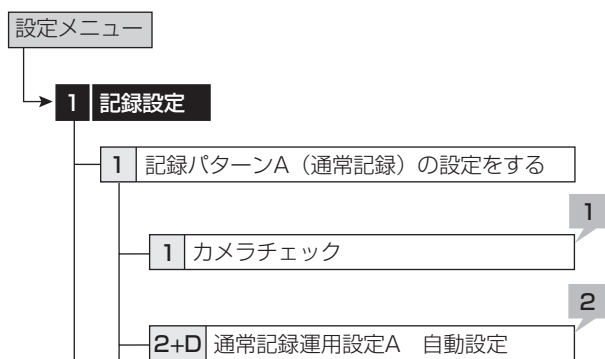 設定メニュー
1 記録設定
1 記録パターンA（通常記録）の設定をする
1
1 カメラチェック
2
2+D 通常記録運用設定A　自動設定